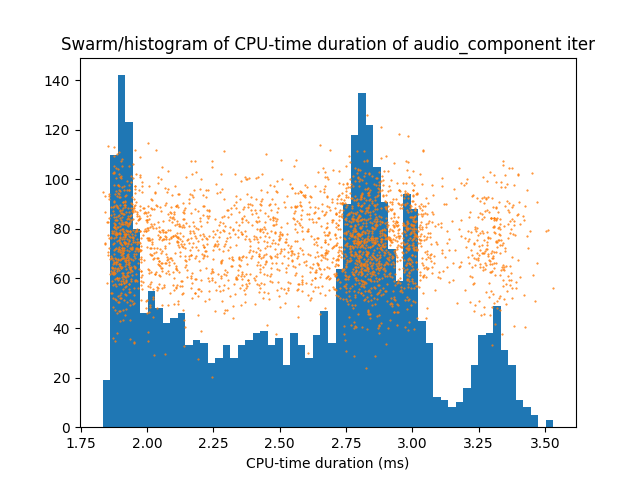 Swarm/histogram of CPU-time duration of audio_component iter
140
120
100
80
60
40
20
0
1.75 2.00 2.25 2.50 2.75 3.00 3.25 3.50
CPU-time duration (ms)